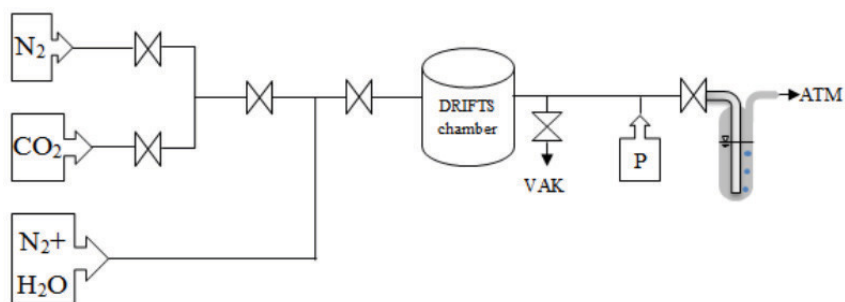 N₂
CO₂
N₂+
H₂O
DRIFTS
chamber
VAK
P
ATM